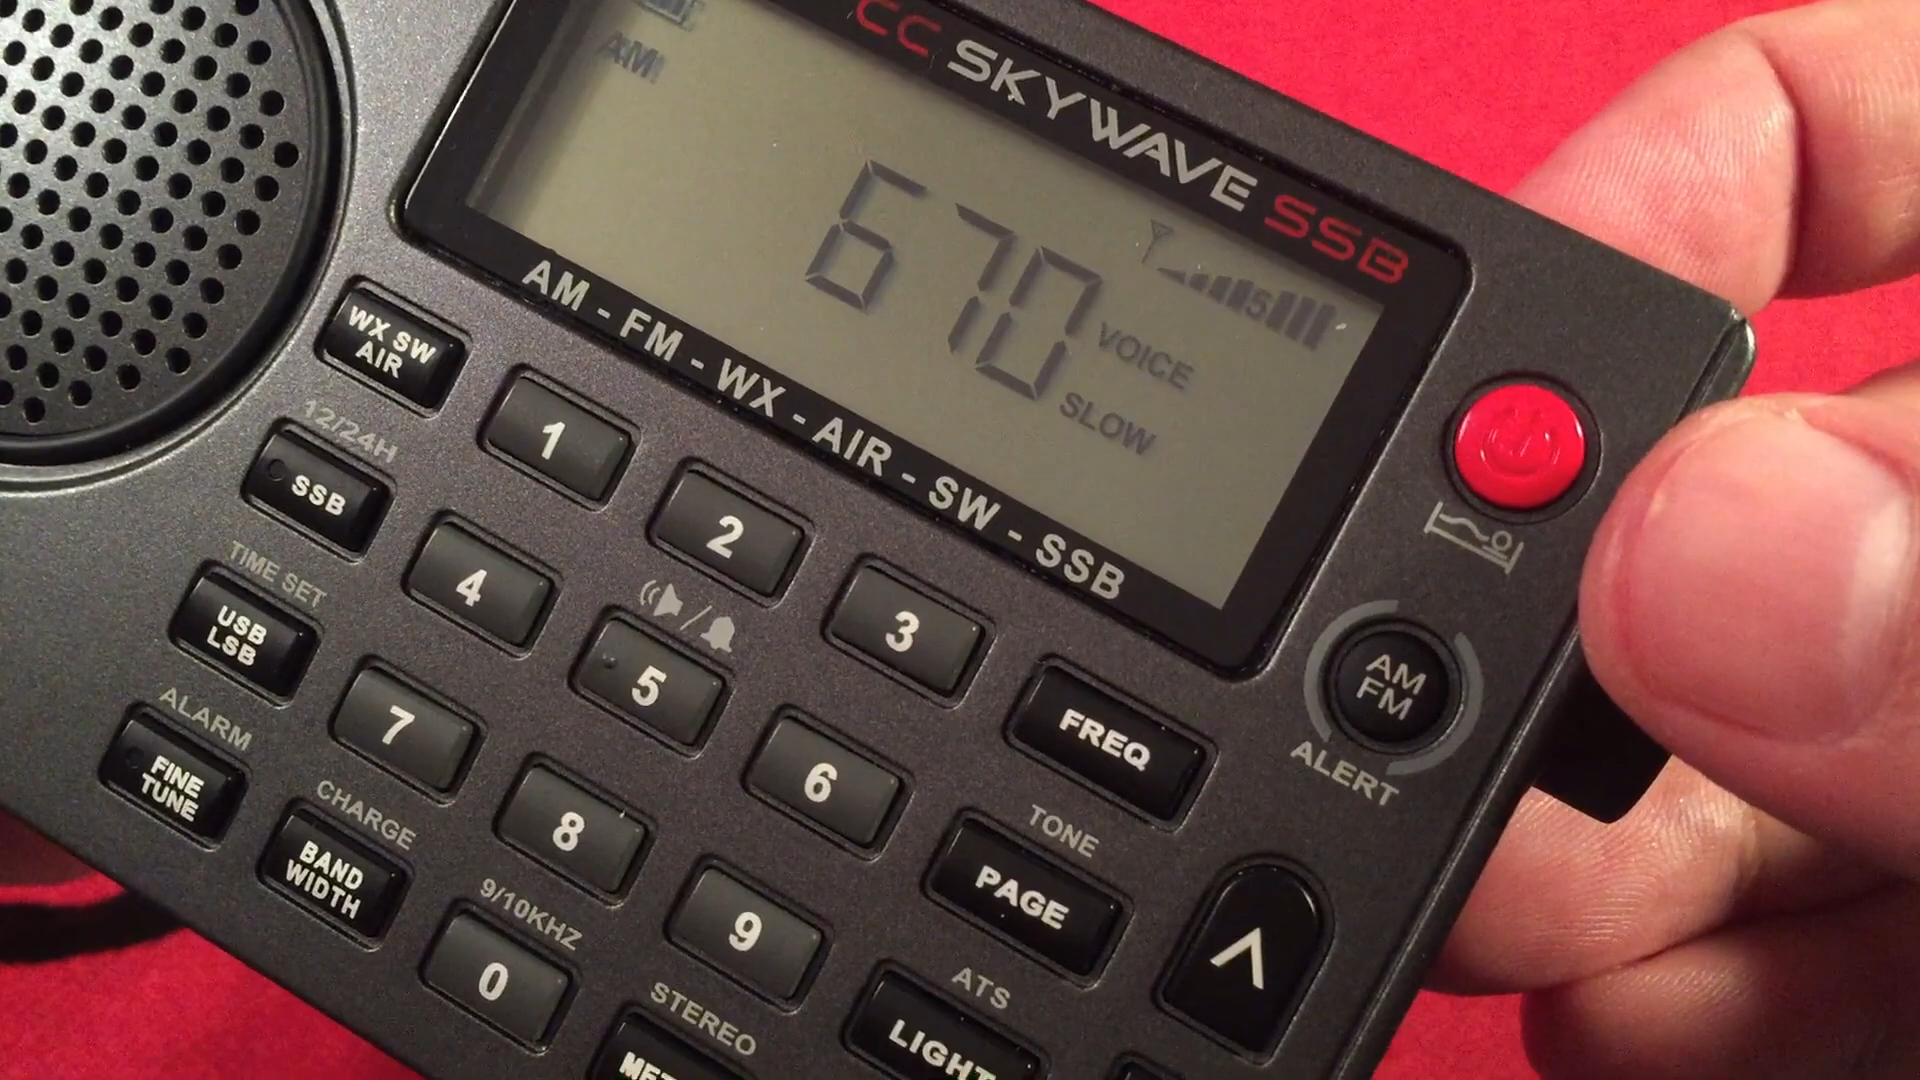 CC SKYWAVE SSB
AM
670
5
VOICE
SLOW
AM - FM - WX - AIR - SW - SSB
WX SW
AIR
12/24H
SSB
TIME SET
USB
LSB
ALARM
FINE
TUNE
CHARGE
BAND
WIDTH
1
2
3
4
5
6
7
8
9
9/10KHZ
0
FREQ
TONE
PAGE
ATS
LIGHT
STEREO
AM
FM
ALERT